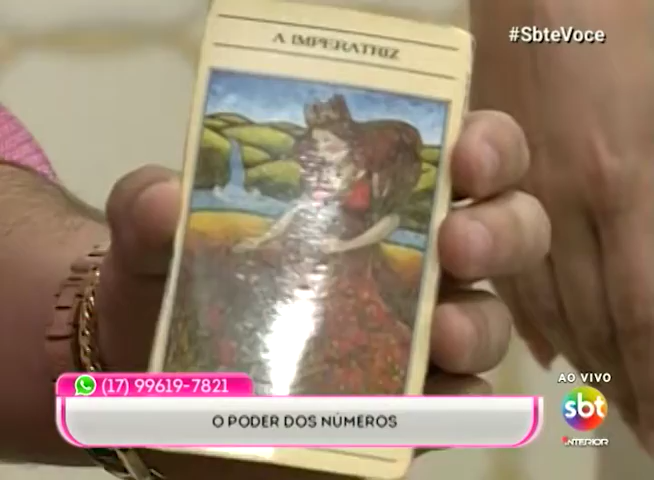 #SbteVoce
A IMPERATRIZ
(17) 99619-7821
O PODER DOS NÚMEROS
AO VIVO
sbt
INTERIOR